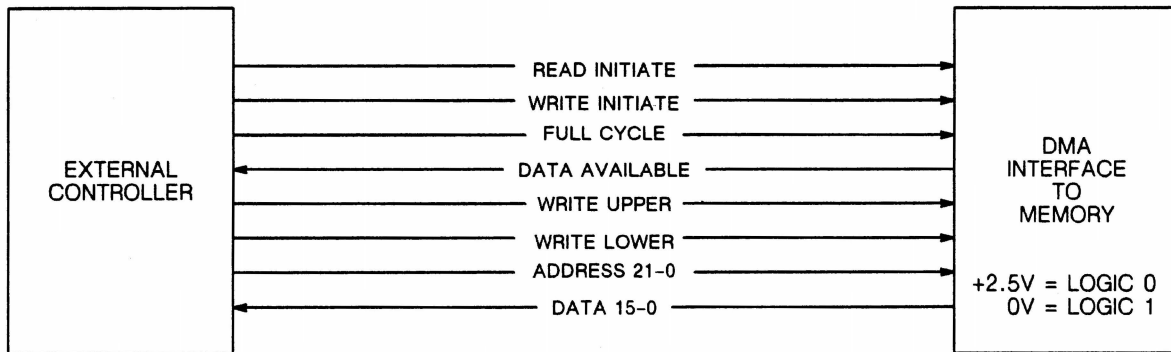 EXTERNAL
CONTROLLER
READ INITIATE
WRITE INITIATE
FULL CYCLE
DATA AVAILABLE
WRITE UPPER
WRITE LOWER
ADDRESS 21-0
DATA 15-0
DMA
INTERFACE
TO
MEMORY
+2.5V = LOGIC 0
0V = LOGIC 1